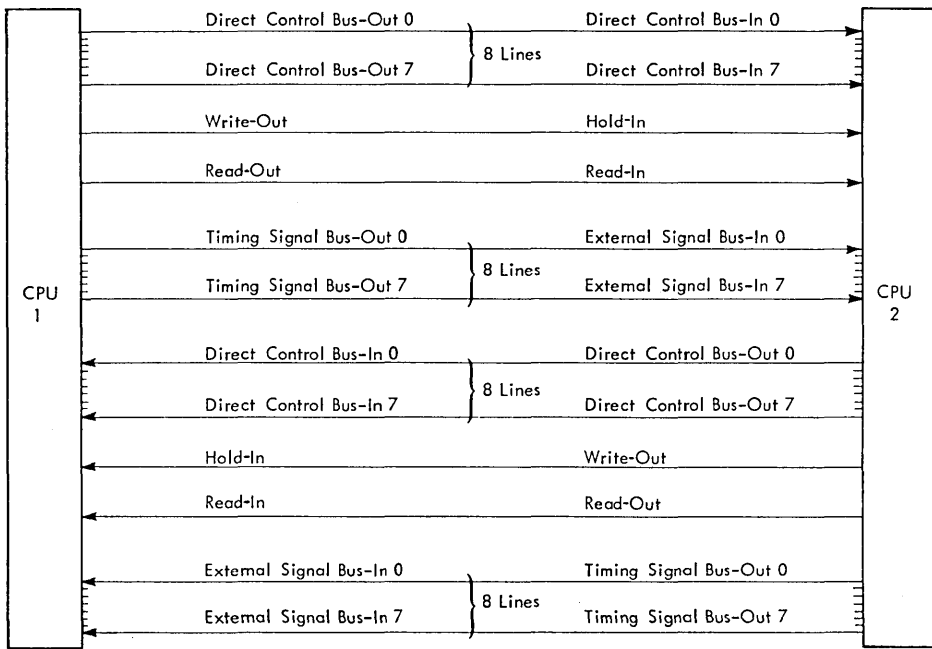 Direct Control Bus-Out 0 Direct Control Bus-In 0
8 Lines
Direct Control Bus-Out 7 Direct Control Bus-In 7
Write-Out Hold-In
Read-Out Read-In
Timing Signal Bus-Out 0 External Signal Bus-In 0
8 Lines
Timing Signal Bus-Out 7 External Signal Bus-In 7
CPU
1
CPU
2
Direct Control Bus-In 0 Direct Control Bus-Out 0
8 Lines
Direct Control Bus-In 7 Direct Control Bus-Out 7
Hold-In Write-Out
Read-In Read-Out
External Signal Bus-In 0 Timing Signal Bus-Out 0
8 Lines
External Signal Bus-In 7 Timing Signal Bus-Out 7